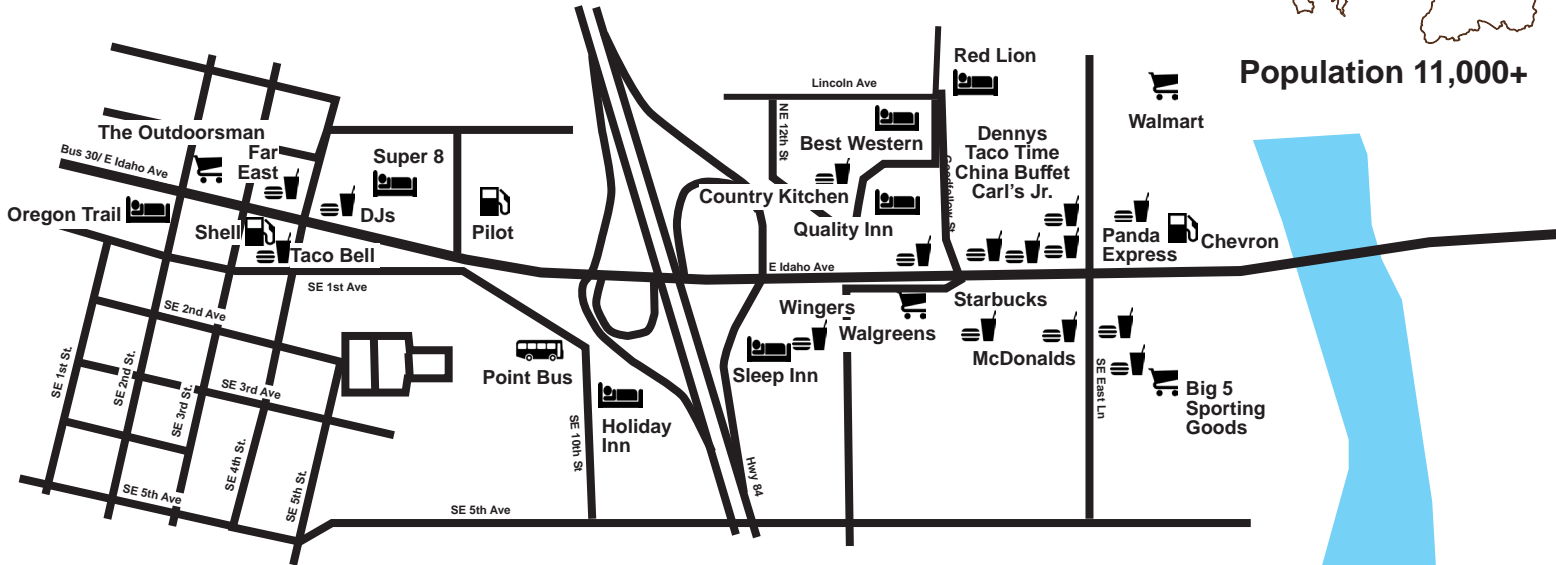 Population 11,000+
Red Lion
Lincoln Ave
Walmart
NE 12th St
The Outdoorsman
Best Western
Dennys
Taco Time
China Buffet
Carl's Jr.
Bus 30/ E Idaho Ave
Far
East
Super 8
Goodfellow St
Country Kitchen
Oregon Trail
DJs
Shell
Pilot
Quality Inn
Panda
Express
Chevron
Taco Bell
E Idaho Ave
SE 1st Ave
SE 2nd Ave
Wingers
Walgreens
Starbucks
McDonalds
SE 1st St.
SE 2nd St.
SE 3rd St.
SE 3rd Ave
Point Bus
Sleep Inn
SE East Ln
Big 5
Sporting
Goods
SE 10th St
Holiday
Inn
SE 4th St.
SE 5th St.
Hwy 84
SE 5th Ave
SE 5th Ave